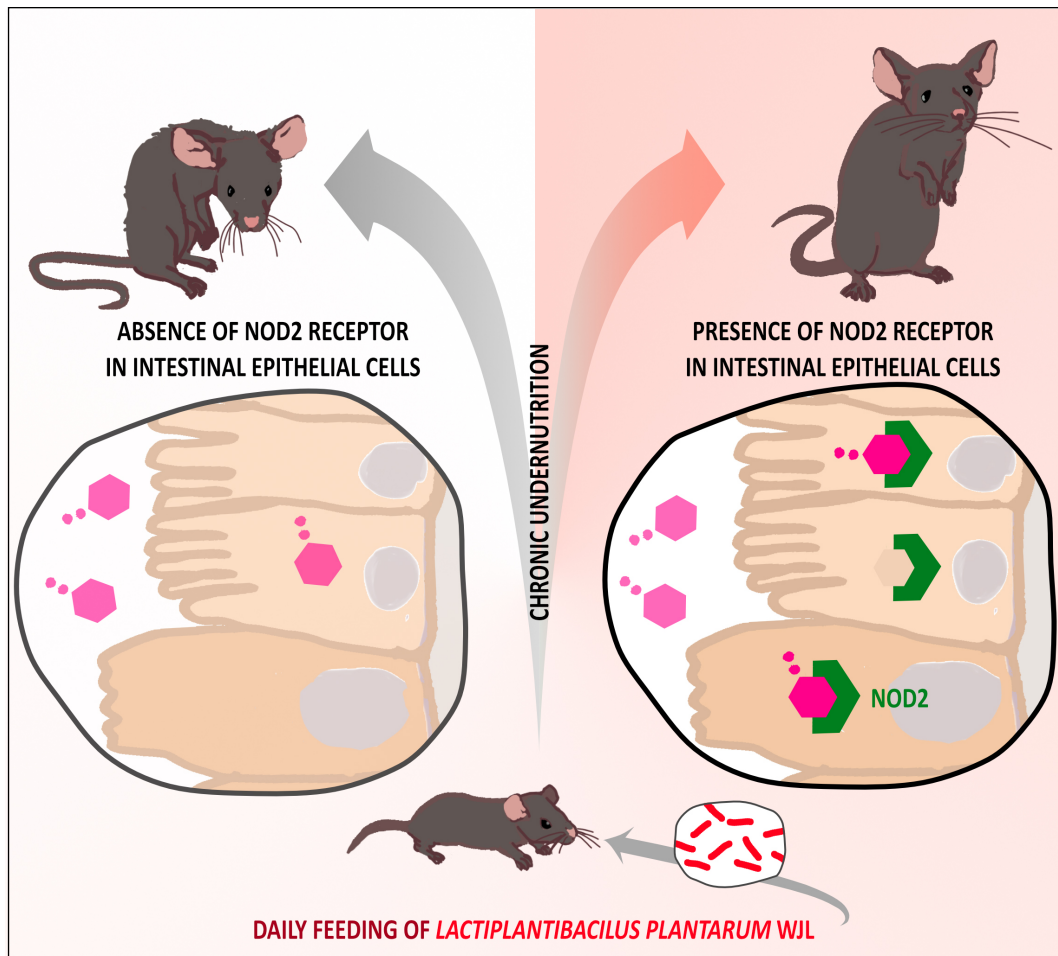 ABSENCE OF NOD2 RECEPTOR
IN INTESTINAL EPITHELIAL CELLS
PRESENCE OF NOD2 RECEPTOR
IN INTESTINAL EPITHELIAL CELLS
CHRONIC UNDERNUTRITION
NOD2
DAILY FEEDING OF LACTIPLANTIBACILUS PLANTARUM WJL